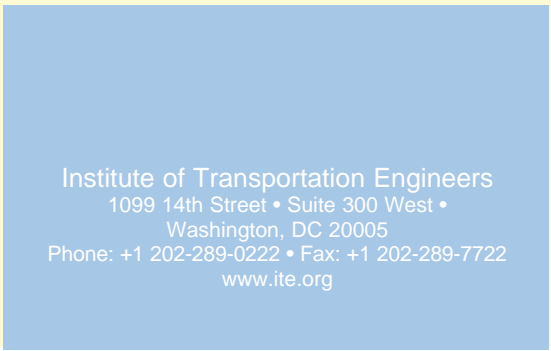 Institute of Transportation Engineers
1099 14th Street • Suite 300 West •
Washington, DC 20005
Phone: +1 202-289-0222 • Fax: +1 202-289-7722
www.ite.org